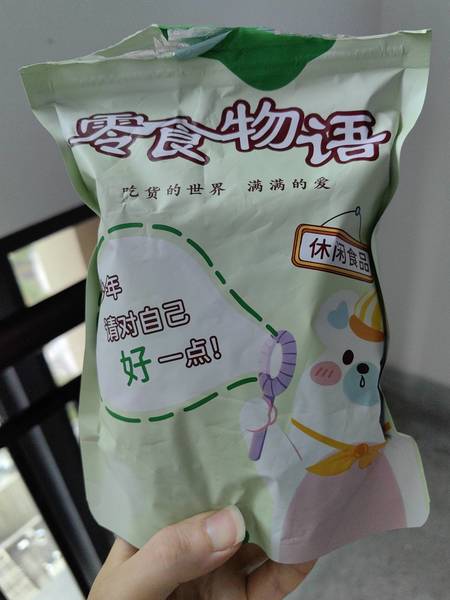 零食物语
吃货的世界 满满的爱
休闲食品
年
请对自己
好一点！